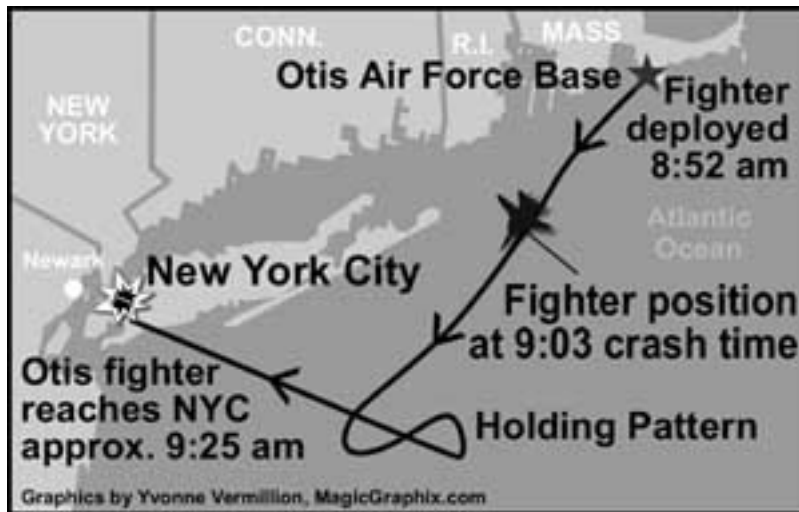 CONN.
R.I.
MASS
Otis Air Force Base
Fighter
deployed
8:52 am
NEW
YORK
Atlantic
Ocean
Newark
New York City
Fighter position
at 9:03 crash time
Otis fighter
reaches NYC
approx. 9:25 am
Holding Pattern
Graphics by Yvonne Vermillion, MagicGraphix.com